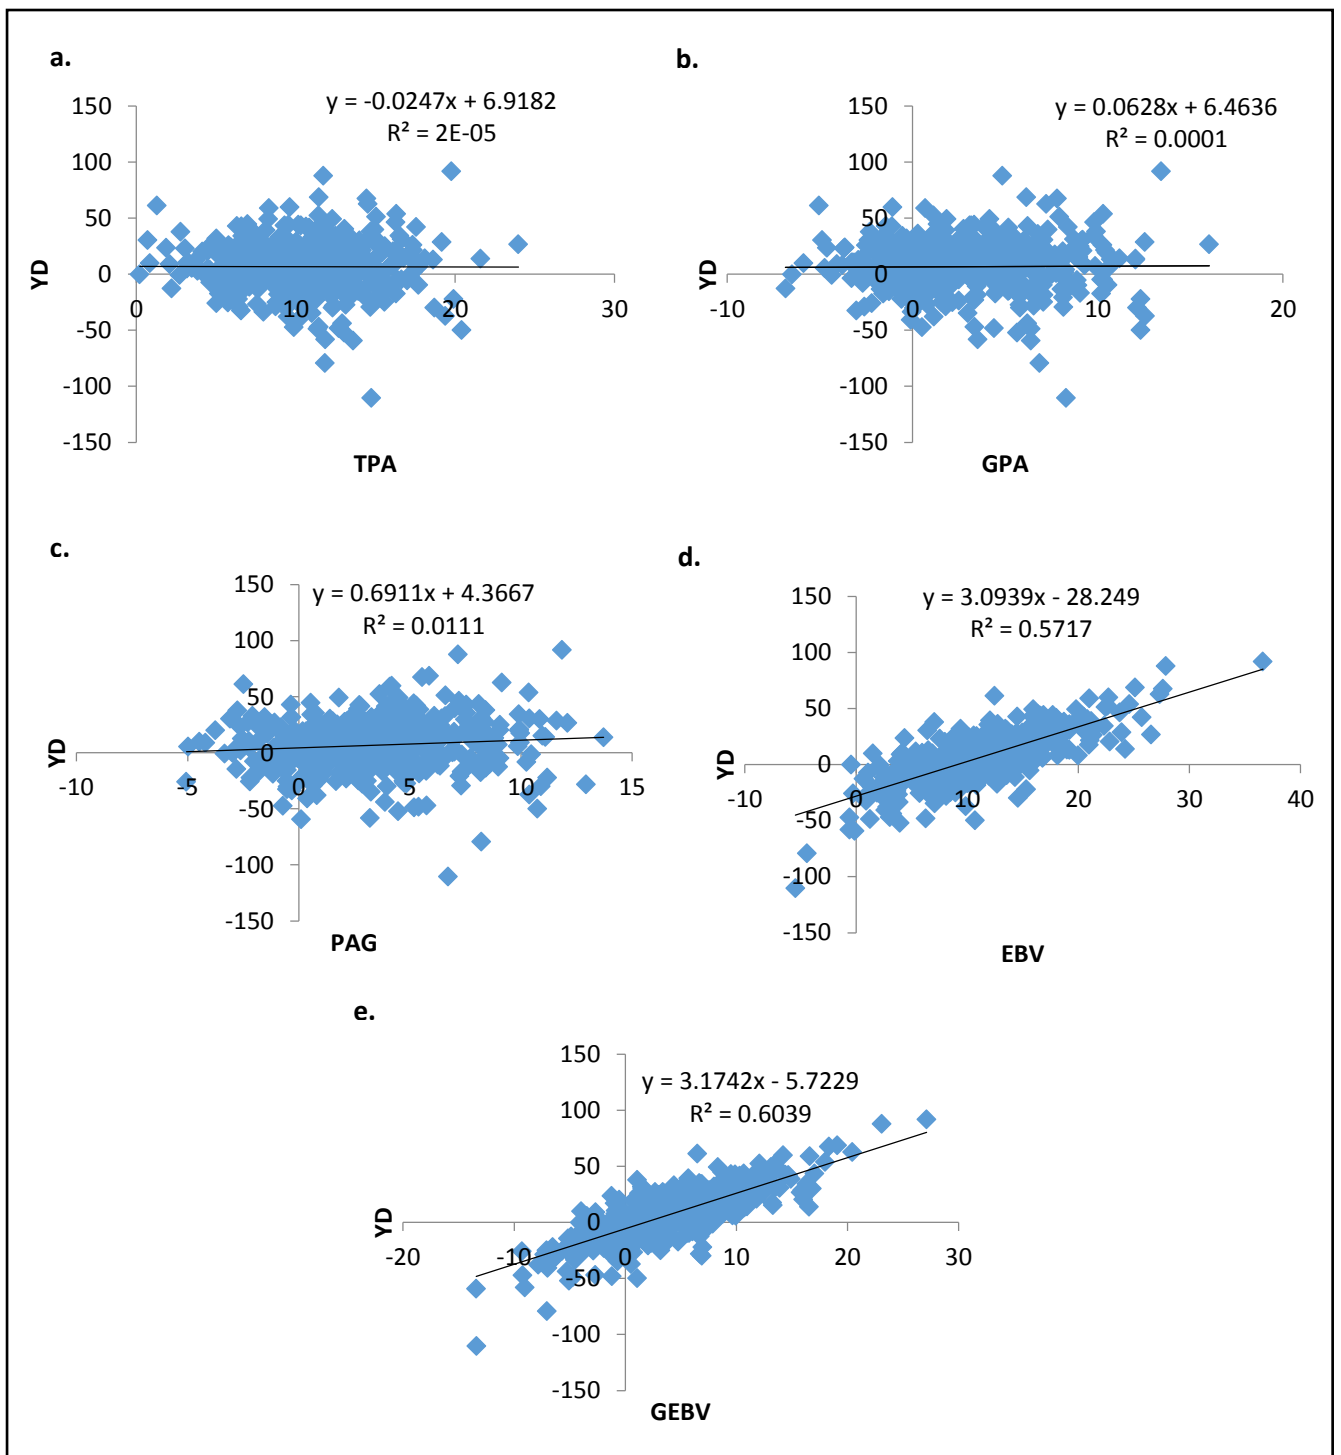 a.
y = -0.0247x + 6.9182
R² = 2E-05
150
100
50
0
-50
-100
-150
0
10
20
30
YD
TPA
b.
y = 0.0628x + 6.4636
R² = 0.0001
150
100
50
0
-50
-100
-150
-10
0
10
20
YD
GPA
c.
y = 0.6911x + 4.3667
R² = 0.0111
150
100
50
0
-50
-100
-150
-10
-5
0
5
10
15
YD
PAG
d.
y = 3.0939x - 28.249
R² = 0.5717
150
100
50
0
-50
-100
-150
-10
0
10
20
30
40
YD
EBV
e.
y = 3.1742x - 5.7229
R² = 0.6039
150
100
50
0
-50
-100
-150
-20
-10
0
10
20
30
YD
GEBV